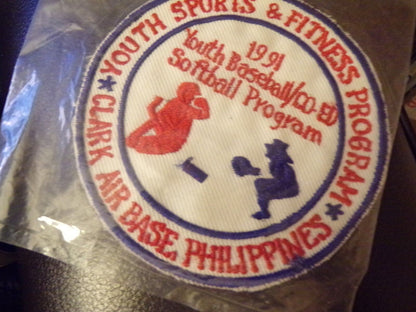 YOUTH SPORTS & FITNESS PROGRAM
1991
Youth Baseball/CO-ED
Softball Program
CLARK AIR BASE, PHILIPPINES